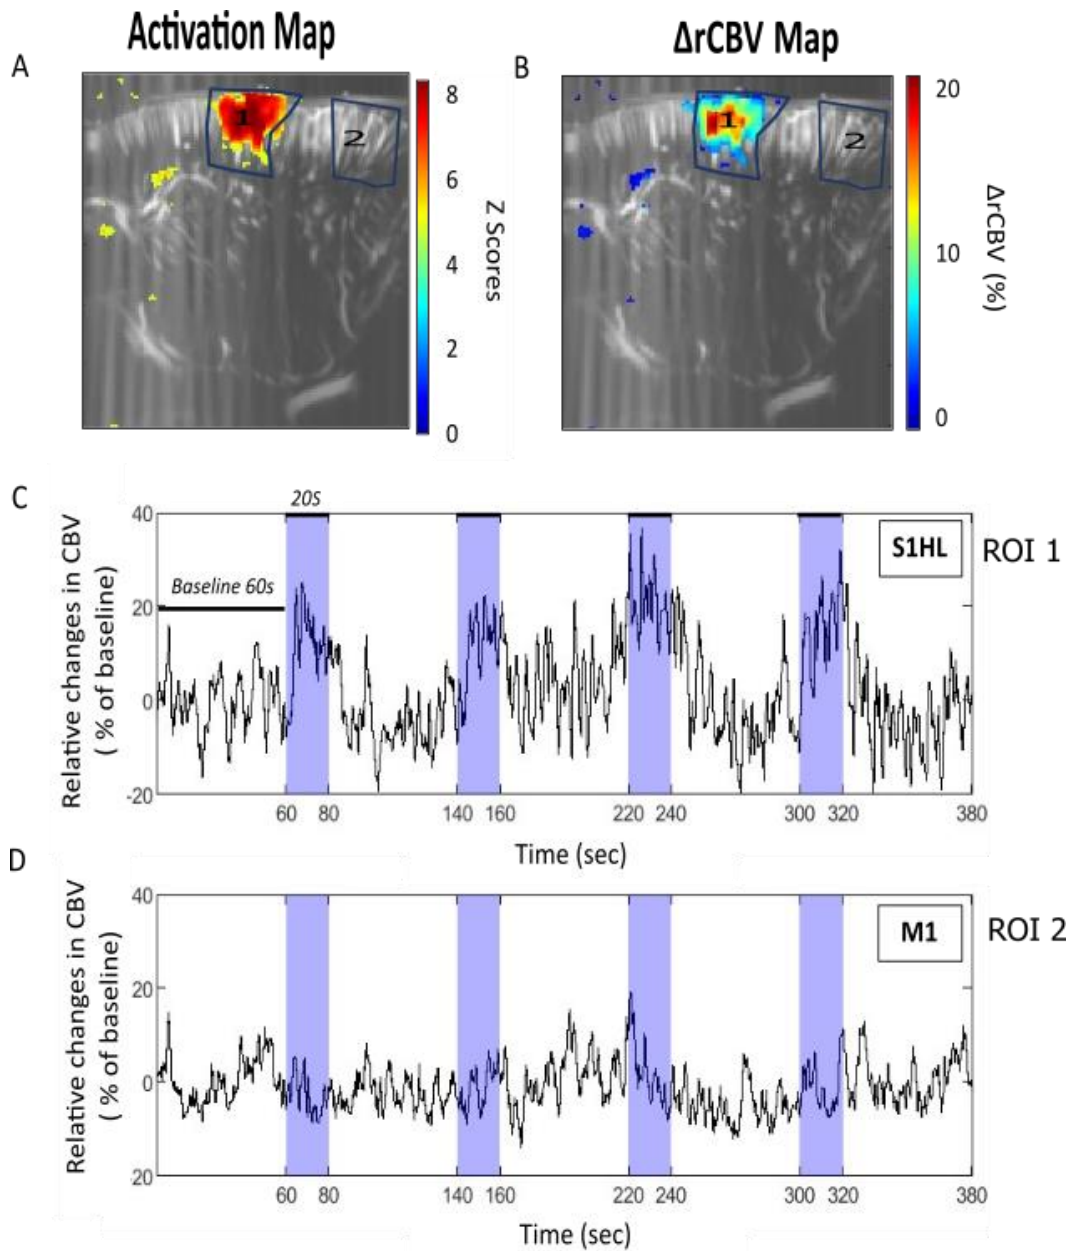 Activation Map
ΔrCBV Map
A
B
1
2
8
6
4
2
0
Z Scores
1
2
20
10
0
ΔrCBV (%)
C
20S
Baseline 60s
S1HL
ROI 1
Relative changes in CBV
( % of baseline)
40
20
0
-20
60 80 140 160 220 240 300 320 380
Time (sec)
D
M1
ROI 2
Relative changes in CBV
( % of baseline)
40
20
0
20
60 80 140 160 220 240 300 320 380
Time (sec)